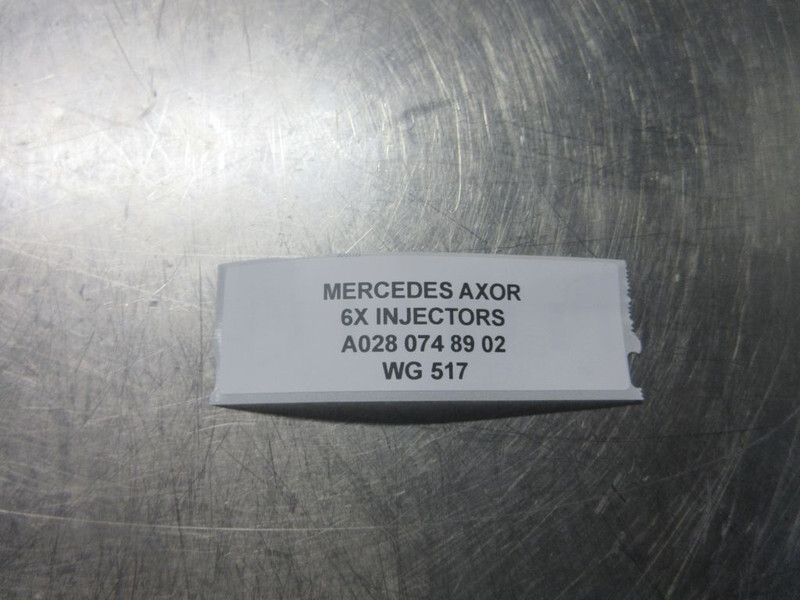 MERCEDES AXOR
6X INJECTORS
A028 074 89 02
WG 517